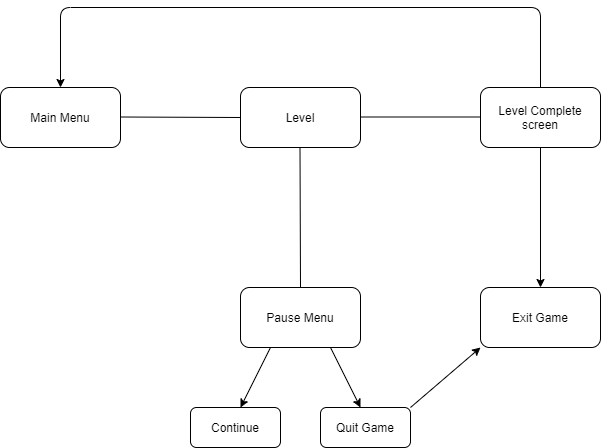 Main Menu
Level
Level Complete
screen
Pause Menu
Exit Game
Continue
Quit Game